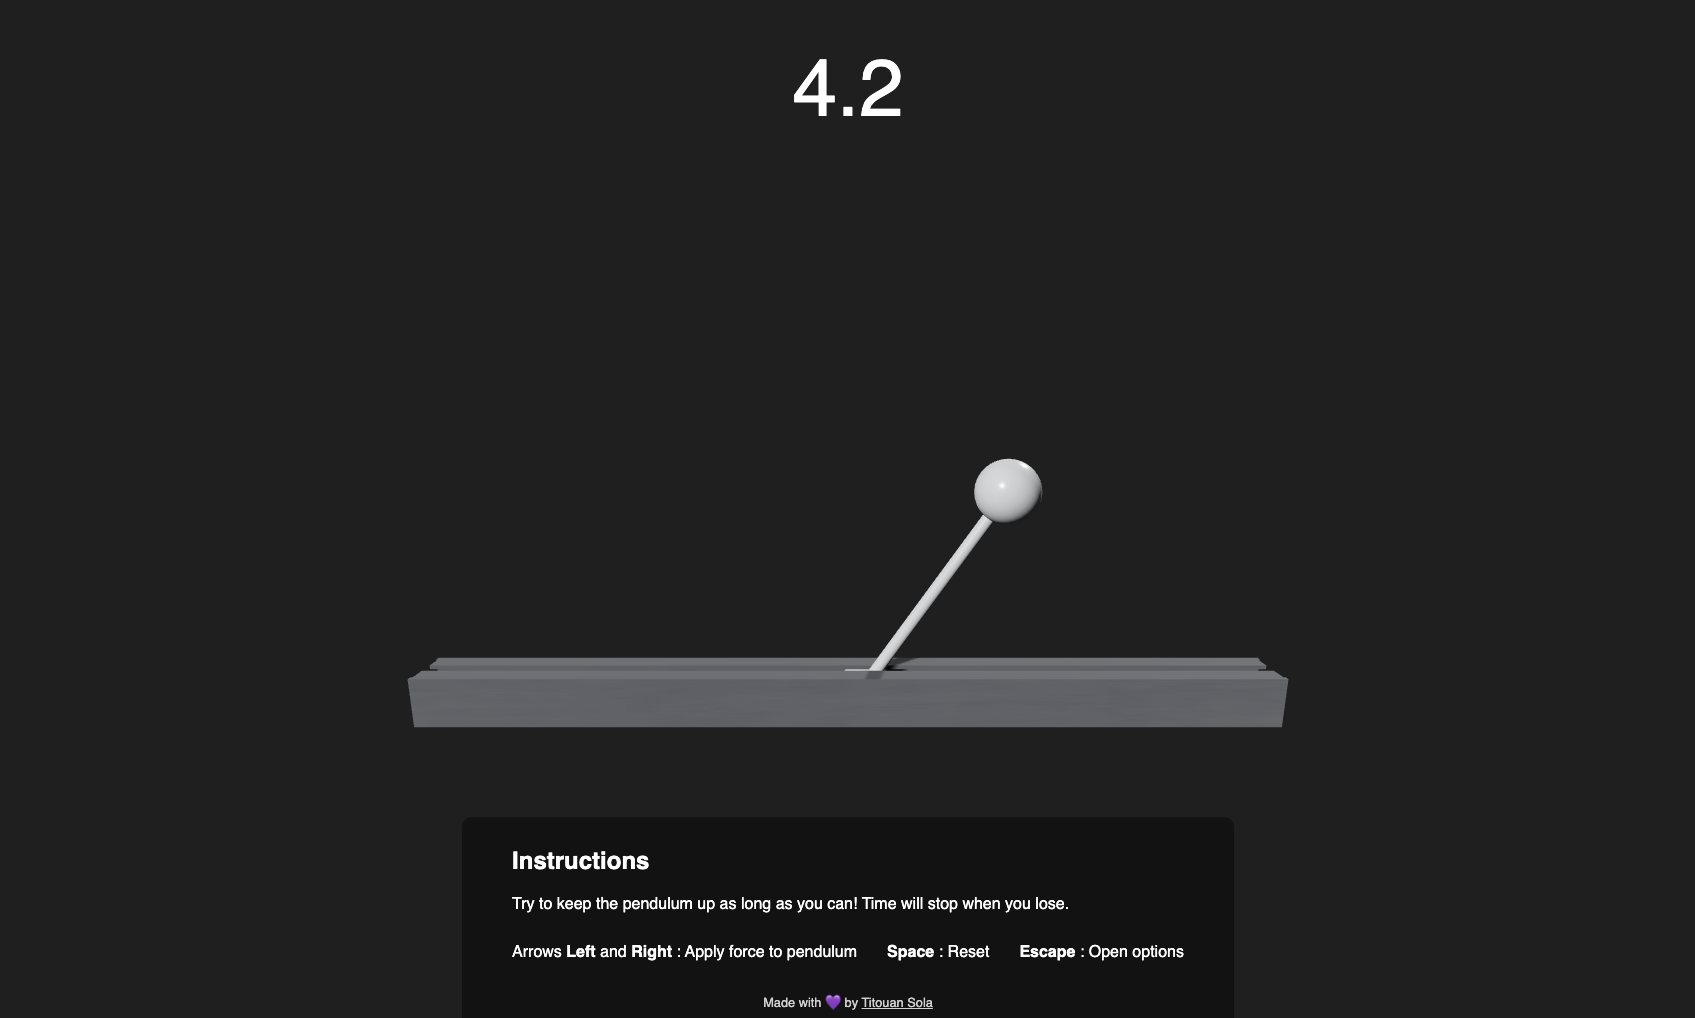 4.2
Instructions
Try to keep the pendulum up as long as you can! Time will stop when you lose.
Arrows Left and Right : Apply force to pendulum Space : Reset Escape : Open options
Made with 💜 by Titouan Sola